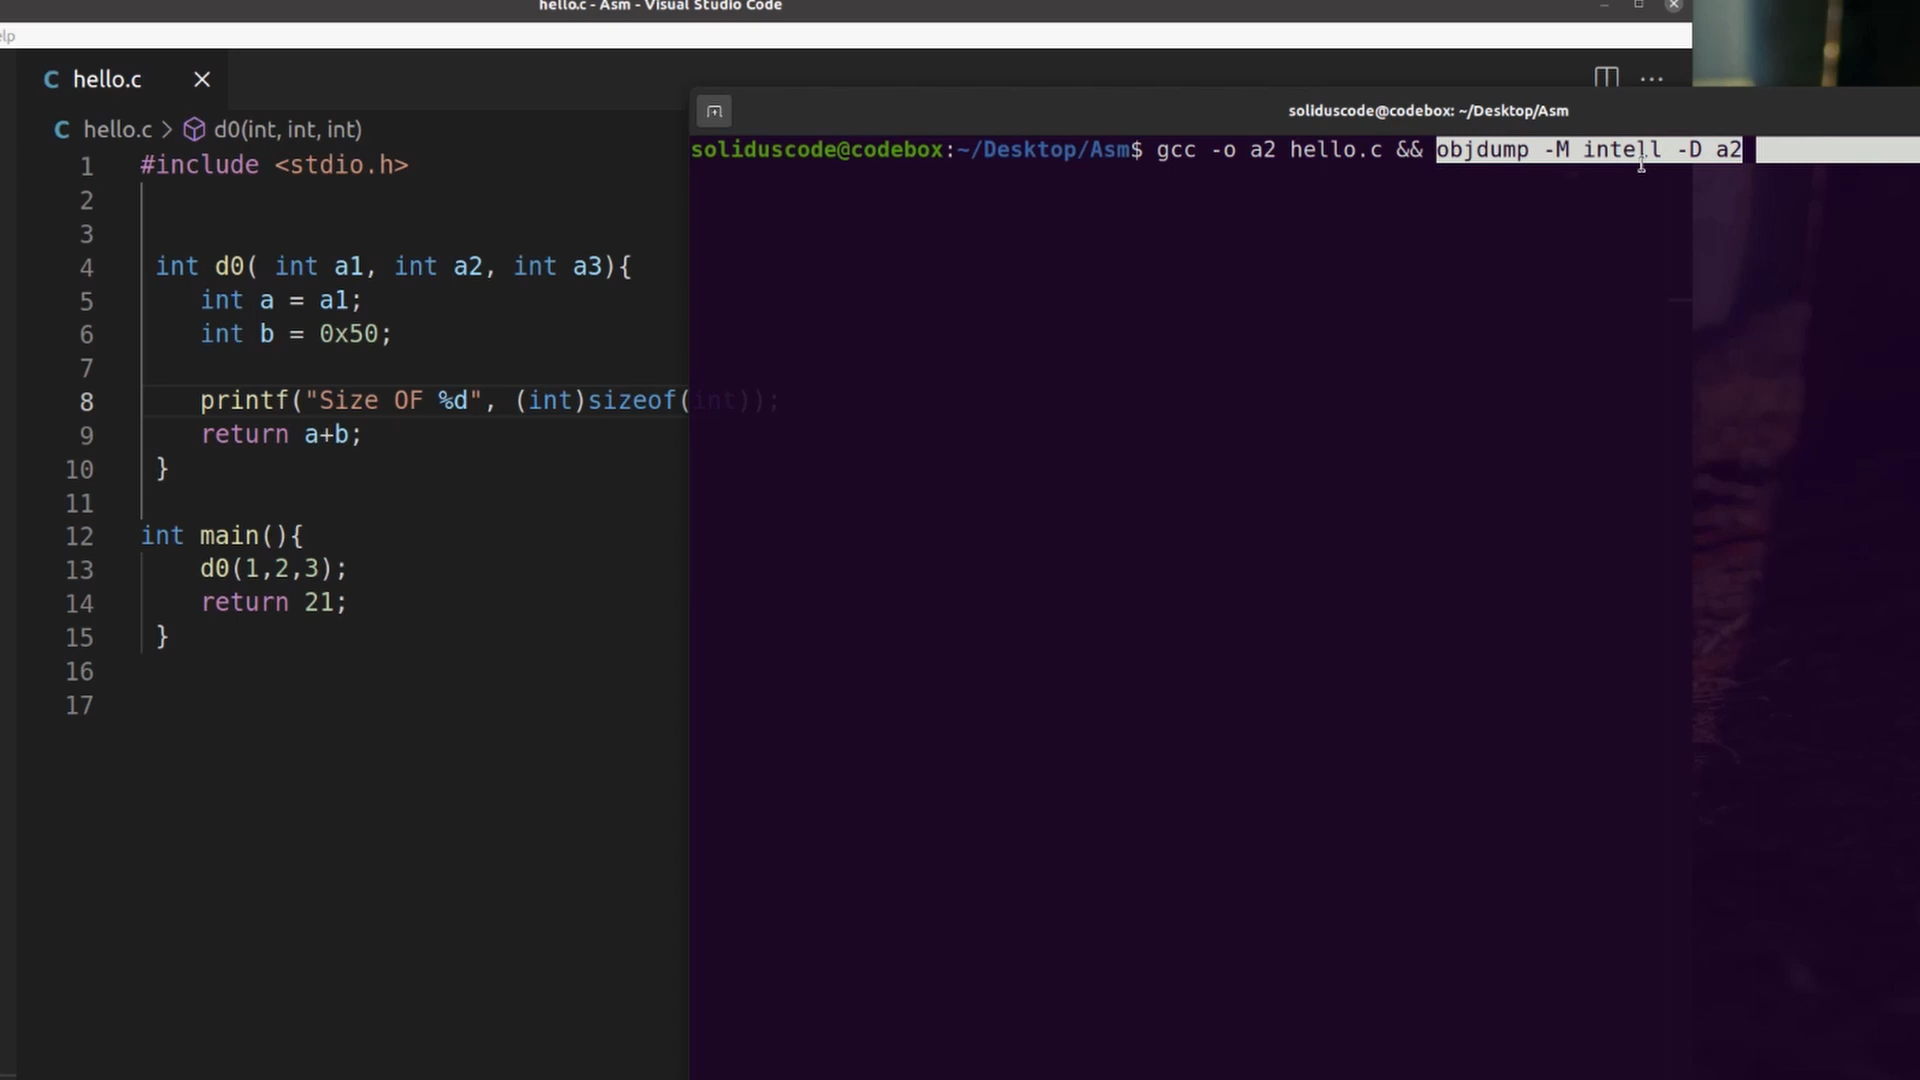 hello.c - Asm - Visual Studio Code
elp
hello.c
hello.c > d0(int, int, int)
1 #include <stdio.h>
2
3
4 int d0( int a1, int a2, int a3){
5 int a = a1;
6 int b = 0x50;
7
8 printf("Size OF %d", (int)sizeof(int));
9 return a+b;
10 }
11
12 int main(){
13 d0(1,2,3);
14 return 21;
15 }
16
17
soliduscode@codebox: ~/Desktop/Asm
soliduscode@codebox:~/Desktop/Asm$ gcc -o a2 hello.c && objdump -M intell -D a2